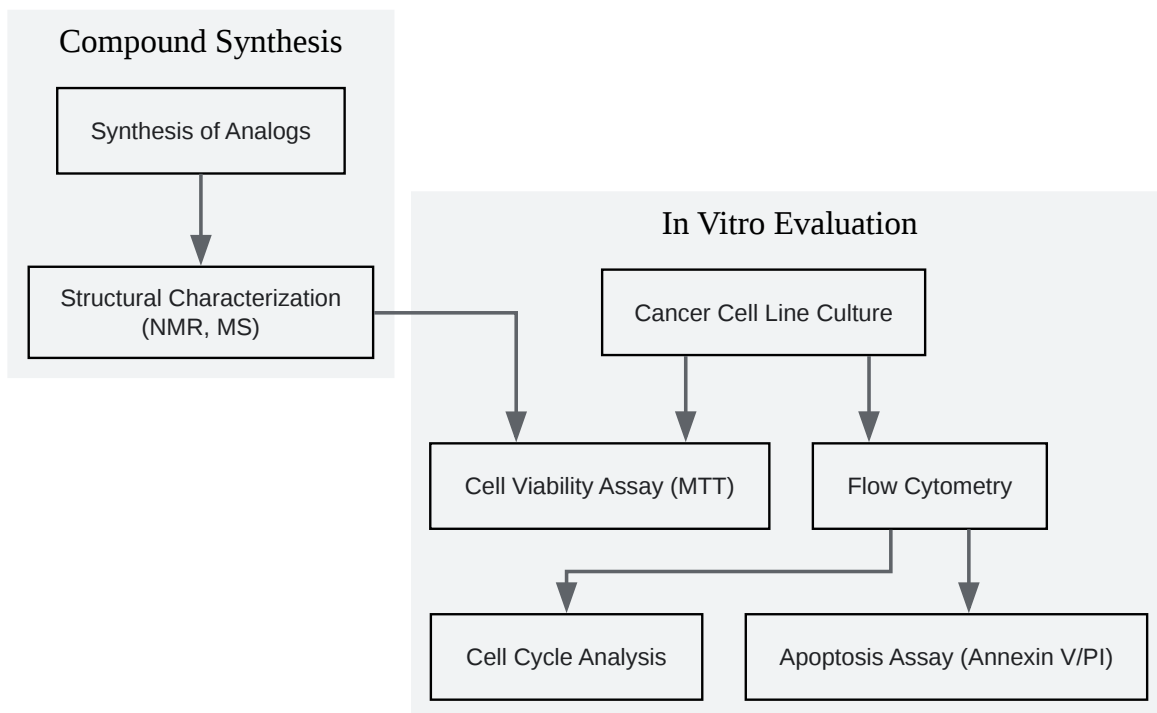 Compound Synthesis
Synthesis of Analogs
Structural Characterization
(NMR, MS)
In Vitro Evaluation
Cancer Cell Line Culture
Cell Viability Assay (MTT)
Flow Cytometry
Cell Cycle Analysis
Apoptosis Assay (Annexin V/PI)